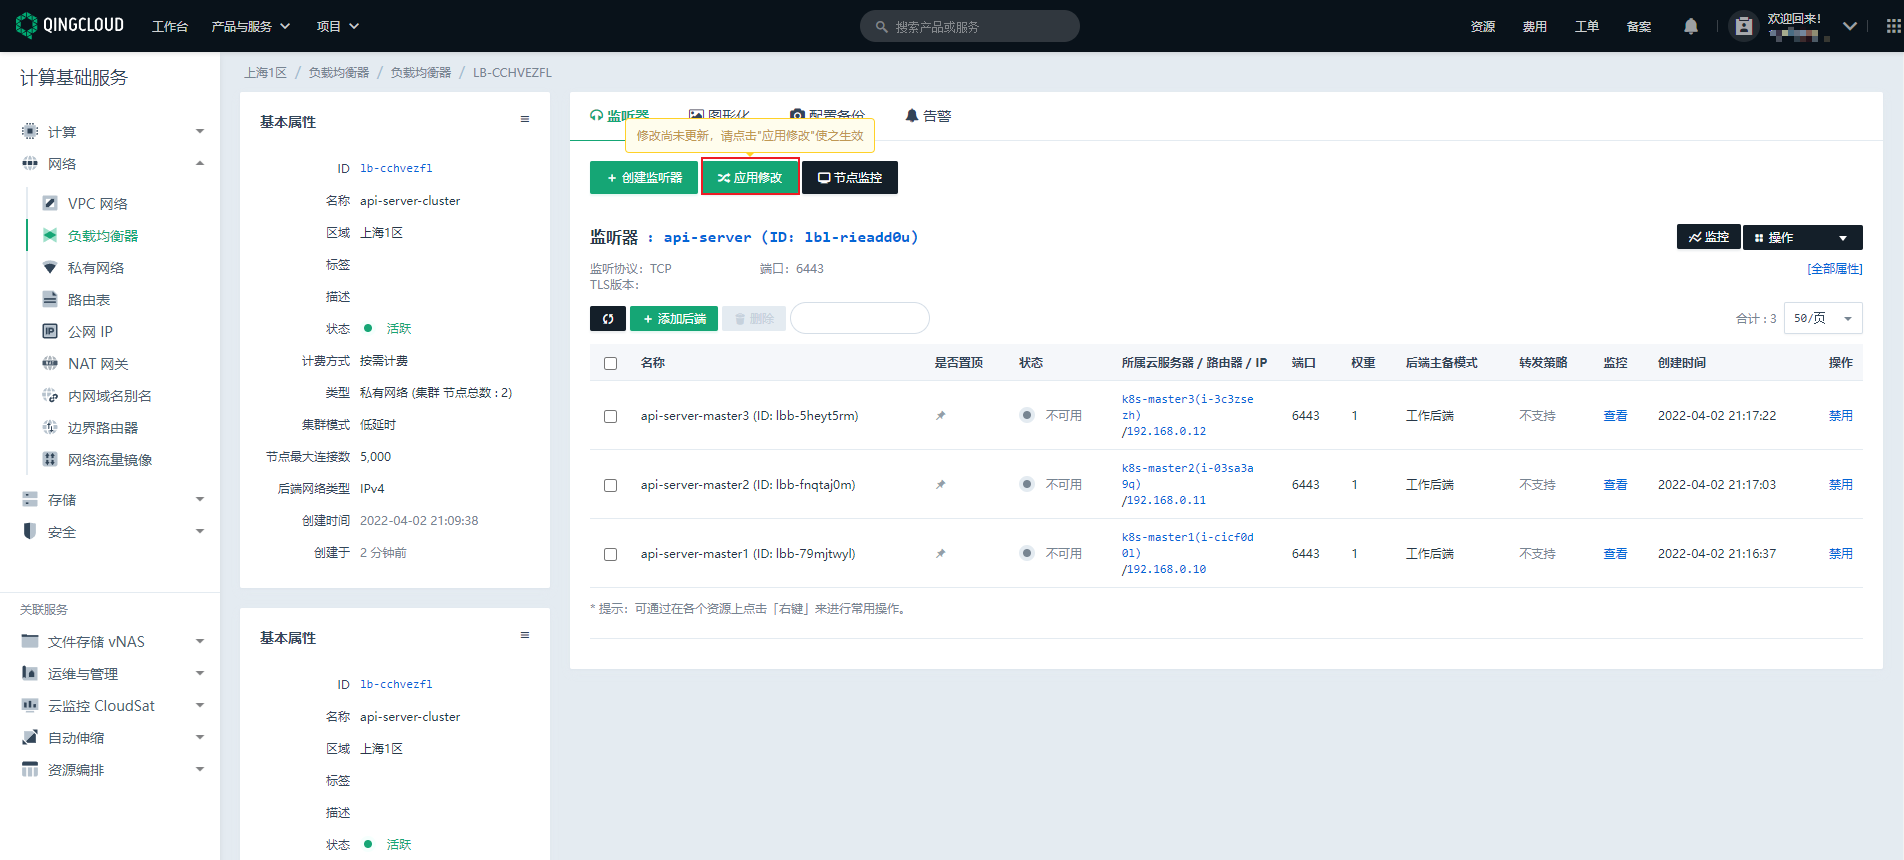 QINGCLOUD 工作台 产品与服务 项目 搜索产品或服务 资源 费用 工单 备案 欢迎回来!
计算基础服务
计算
网络
VPC 网络
负载均衡器
私有网络
路由表
公网 IP
NAT 网关
内网域名别名
边界路由器
网络流量镜像
存储
安全
关联服务
文件存储 vNAS
运维与管理
云监控 CloudSat
自动伸缩
资源编排
上海1区 / 负载均衡器 / 负载均衡器 / LB-CCHVEZFL
基本属性
ID lb-cchvezfl
名称 api-server-cluster
区域 上海1区
标签
描述
状态 活跃
计费方式 按需计费
类型 私有网络 (集群 节点总数 : 2)
集群模式 低延时
节点最大连接数 5,000
后端网络类型 IPv4
创建时间 2022-04-02 21:09:38
创建于 2 分钟前
基本属性
ID lb-cchvezfl
名称 api-server-cluster
区域 上海1区
标签
描述
状态 活跃
监听器 图形化 配置备份 告警
修改尚未更新，请点击"应用修改"使之生效
+ 创建监听器 应用修改 节点监控
监听器 : api-server (ID: lbl-rieadd0u) 监控 操作
监听协议: TCP 端口: 6443 [全部属性]
TLS版本:
+ 添加后端 删除 合计 : 3 50/页
名称 是否置顶 状态 所属云服务器 / 路由器 / IP 端口 权重 后端主备模式 转发策略 监控 创建时间 操作
api-server-master3 (ID: lbb-5heyt5rm) 不可用 k8s-master3(i-3c3zse
zh)
/192.168.0.12 6443 1 工作后端 不支持 查看 2022-04-02 21:17:22 禁用
api-server-master2 (ID: lbb-fnqtaj0m) 不可用 k8s-master2(i-03sa3a
9q)
/192.168.0.11 6443 1 工作后端 不支持 查看 2022-04-02 21:17:03 禁用
api-server-master1 (ID: lbb-79mjtwyl) 不可用 k8s-master1(i-cicf0d
01)
/192.168.0.10 6443 1 工作后端 不支持 查看 2022-04-02 21:16:37 禁用
* 提示: 可通过在各个资源上点击「右键」来进行常用操作。